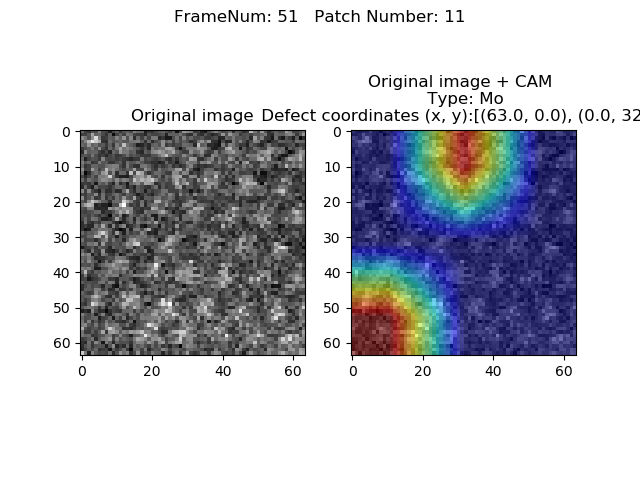 FrameNum: 51   Patch Number: 11
Original image + CAM
Type: Mo
Original image
Defect coordinates (x, y):[(63.0, 0.0), (0.0, 32
0
10
20
30
40
50
60
0 20 40 60
0
10
20
30
40
50
60
0 20 40 60